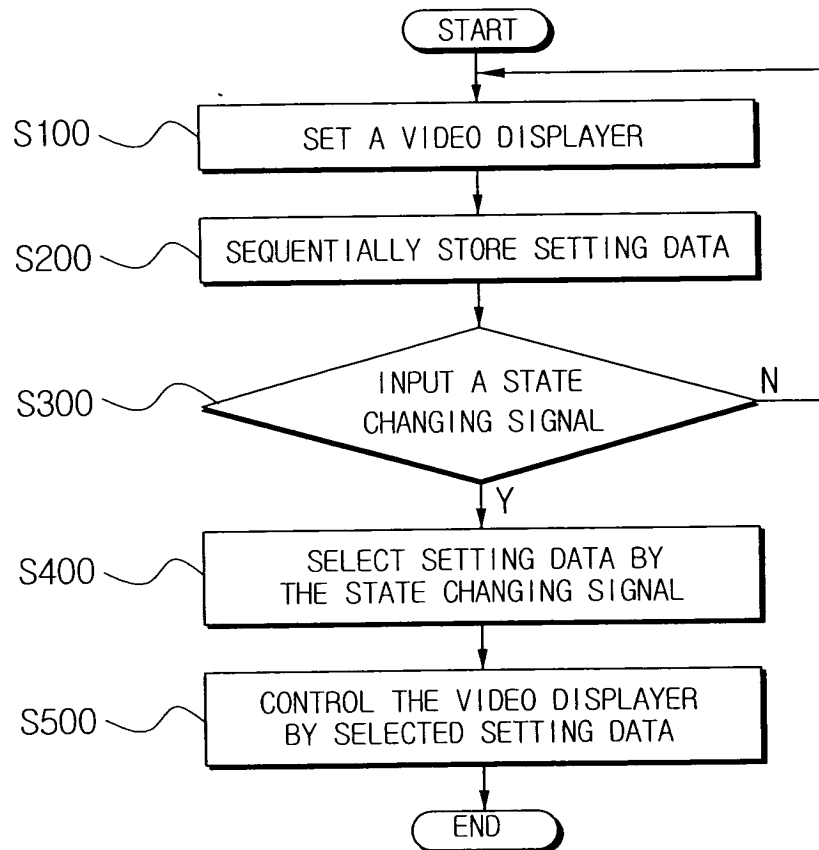 START
S100
SET A VIDEO DISPLAYER
S200
SEQUENTIALLY STORE SETTING DATA
S300
INPUT A STATE
CHANGING SIGNAL
N
Y
S400
SELECT SETTING DATA BY
THE STATE CHANGING SIGNAL
S500
CONTROL THE VIDEO DISPLAYER
BY SELECTED SETTING DATA
END